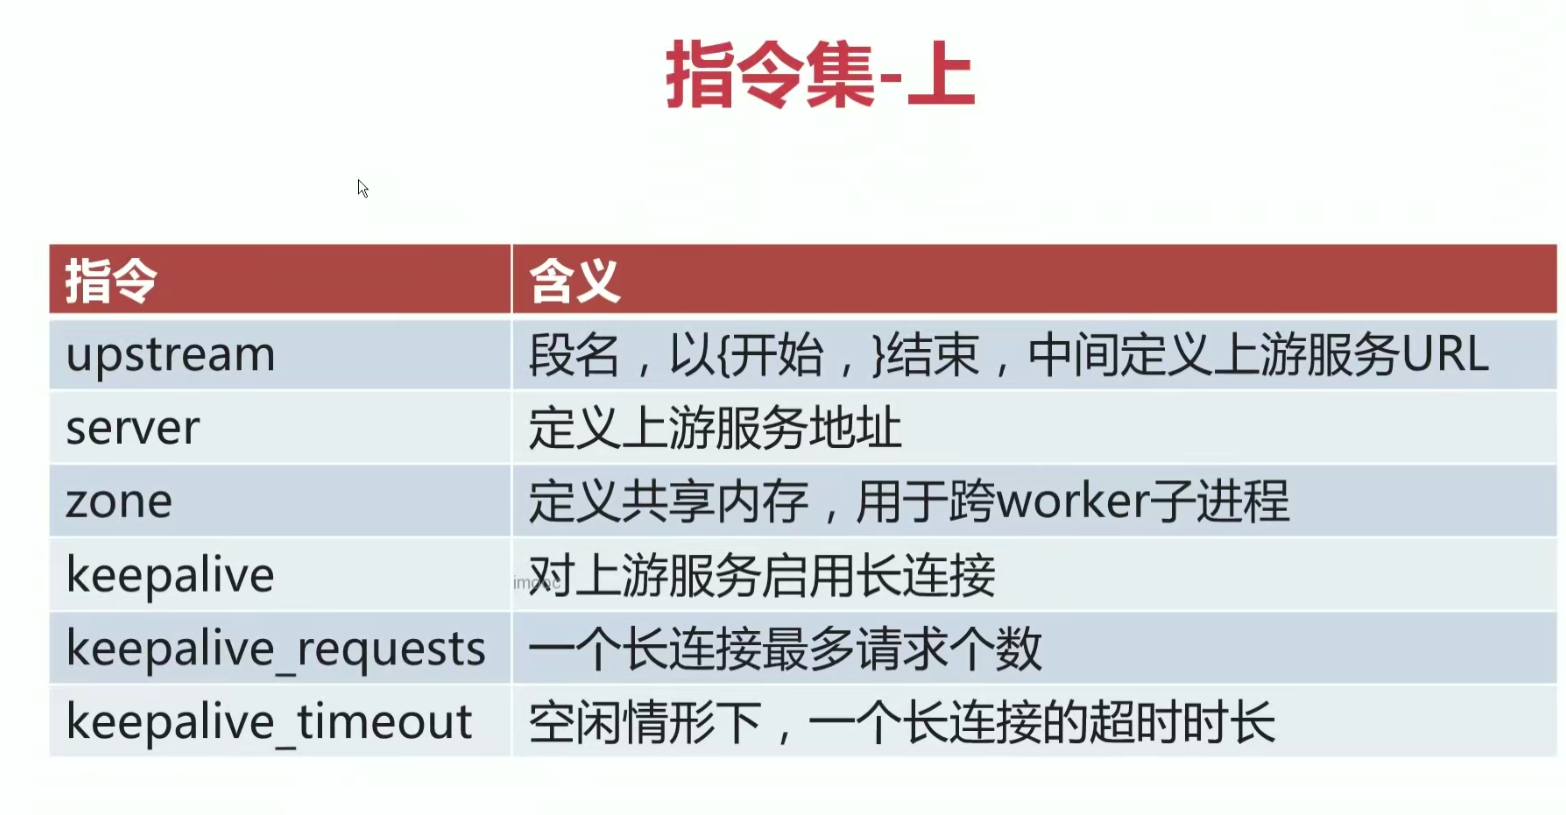 指令集-上
指令 含义
upstream 段名，以{开始，}结束，中间定义上游服务URL
server 定义上游服务地址
zone 定义共享内存，用于跨worker子进程
keepalive 对上游服务启用长连接
imooc
keepalive_requests 一个长连接最多请求个数
keepalive_timeout 空闲情形下，一个长连接的超时时长